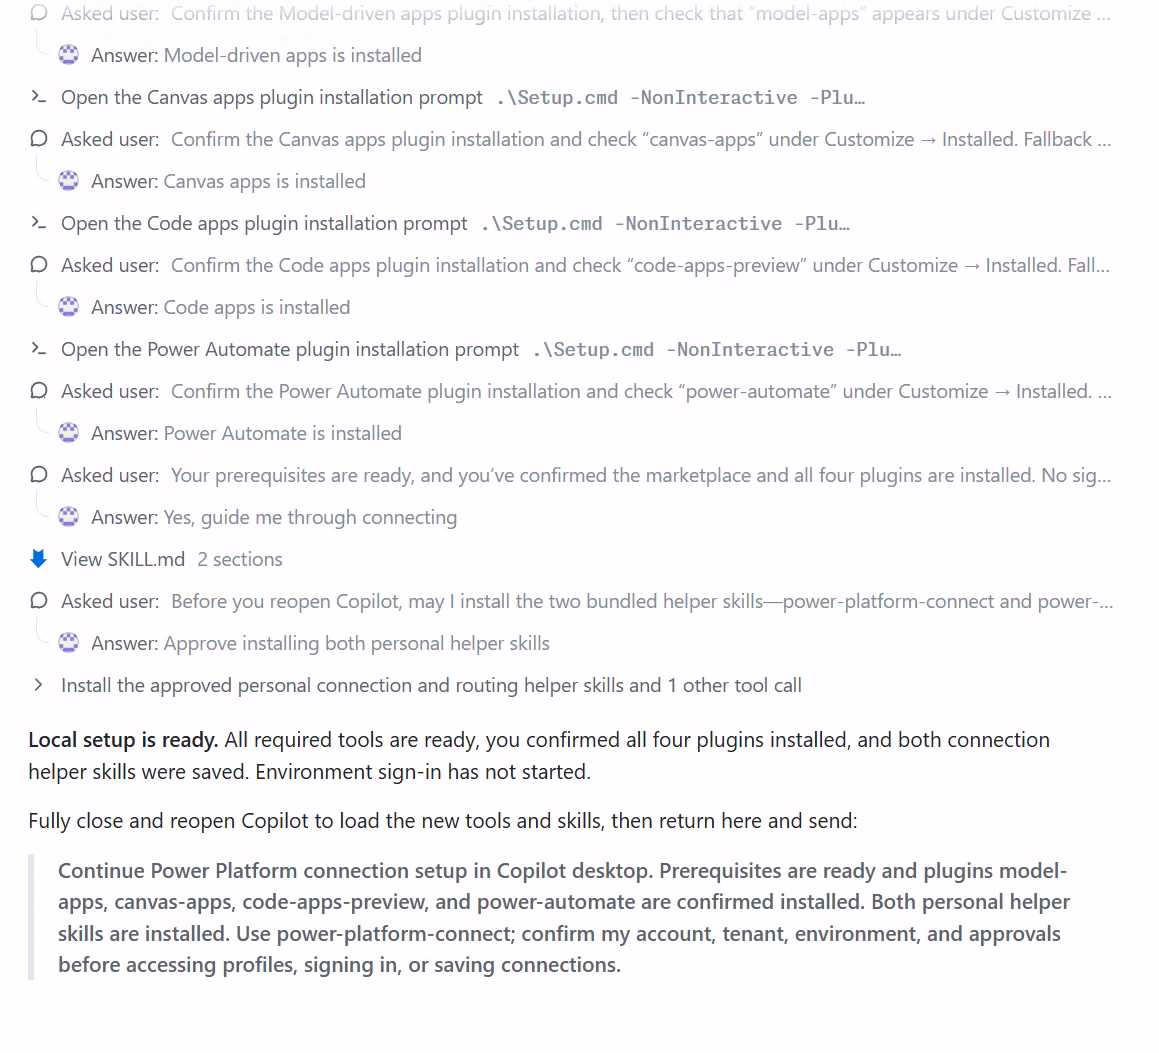 Asked user: Confirm the Model-driven apps plugin installation, then check that “model-apps” appears under Customize ...
Answer: Model-driven apps is installed
Open the Canvas apps plugin installation prompt .\Setup.cmd -NonInteractive -Plu…
Asked user: Confirm the Canvas apps plugin installation and check “canvas-apps” under Customize → Installed. Fallback ...
Answer: Canvas apps is installed
Open the Code apps plugin installation prompt .\Setup.cmd -NonInteractive -Plu…
Asked user: Confirm the Code apps plugin installation and check “code-apps-preview” under Customize → Installed. Fall...
Answer: Code apps is installed
Open the Power Automate plugin installation prompt .\Setup.cmd -NonInteractive -Plu…
Asked user: Confirm the Power Automate plugin installation and check “power-automate” under Customize → Installed. ...
Answer: Power Automate is installed
Asked user: Your prerequisites are ready, and you’ve confirmed the marketplace and all four plugins are installed. No sig...
Answer: Yes, guide me through connecting
View SKILL.md 2 sections
Asked user: Before you reopen Copilot, may I install the two bundled helper skills—power-platform-connect and power-...
Answer: Approve installing both personal helper skills
Install the approved personal connection and routing helper skills and 1 other tool call
Local setup is ready. All required tools are ready, you confirmed all four plugins installed, and both connection
helper skills were saved. Environment sign-in has not started.
Fully close and reopen Copilot to load the new tools and skills, then return here and send:
Continue Power Platform connection setup in Copilot desktop. Prerequisites are ready and plugins model-
apps, canvas-apps, code-apps-preview, and power-automate are confirmed installed. Both personal helper
skills are installed. Use power-platform-connect; confirm my account, tenant, environment, and approvals
before accessing profiles, signing in, or saving connections.